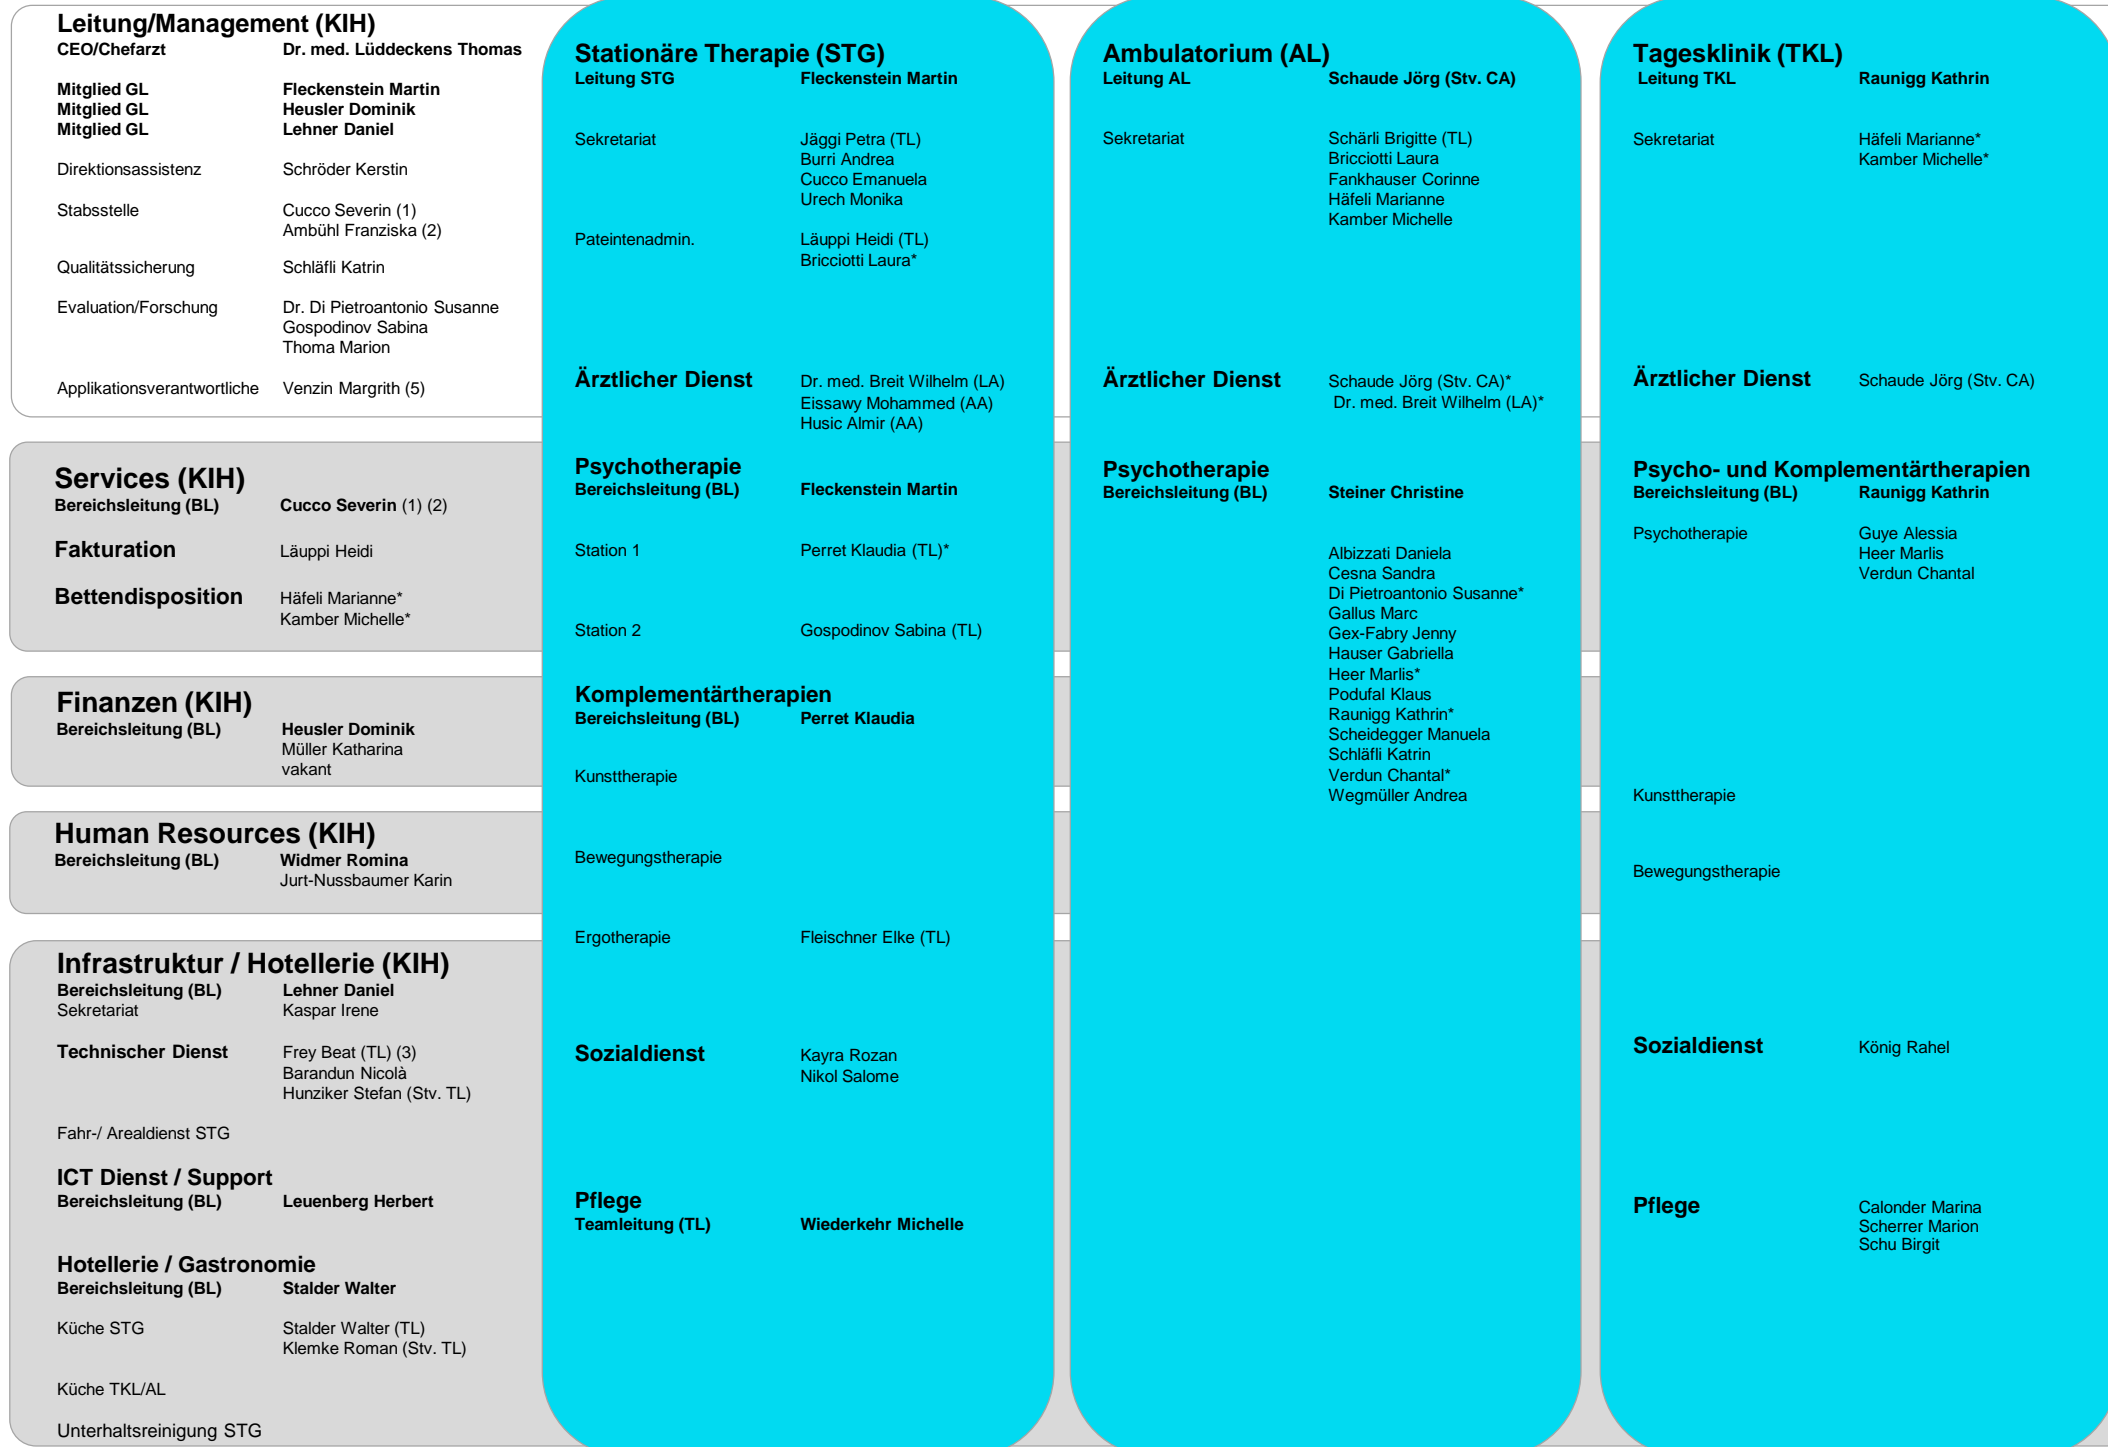 Leitung/Management (KIH)
CEO/Chefarzt Dr. med. Lüddeckens Thomas
Mitglied GL Fleckenstein Martin
Mitglied GL Heusler Dominik
Mitglied GL Lehner Daniel
Direktionsassistenz Schröder Kerstin
Stabsstelle Cucco Severin (1)
Ambühl Franziska (2)
Qualitätssicherung Schläfli Katrin
Evaluation/Forschung Dr. Di Pietroantonio Susanne
Gospodinov Sabina
Thoma Marion
Applikationsverantwortliche Venzin Margrith (5)
Services (KIH)
Bereichsleitung (BL) Cucco Severin (1) (2)
Fakturation Läuppi Heidi
Bettendisposition Häfeli Marianne*
Kamber Michelle*
Finanzen (KIH)
Bereichsleitung (BL) Heusler Dominik
Müller Katharina
vakant
Human Resources (KIH)
Bereichsleitung (BL) Widmer Romina
Jurt-Nussbaumer Karin
Infrastruktur / Hotellerie (KIH)
Bereichsleitung (BL) Lehner Daniel
Sekretariat Kaspar Irene
Technischer Dienst Frey Beat (TL) (3)
Barandun Nicolà
Hunziker Stefan (Stv. TL)
Fahr-/ Arealdienst STG
ICT Dienst / Support
Bereichsleitung (BL) Leuenberg Herbert
Hotellerie / Gastronomie
Bereichsleitung (BL) Stalder Walter
Küche STG Stalder Walter (TL)
Klemke Roman (Stv. TL)
Küche TKL/AL
Unterhaltsreinigung STG
Stationäre Therapie (STG)
Leitung STG Fleckenstein Martin
Sekretariat Jäggi Petra (TL)
Burri Andrea
Cucco Emanuela
Urech Monika
Pateintenadmin. Läuppi Heidi (TL)
Bricciotti Laura*
Ärztlicher Dienst Dr. med. Breit Wilhelm (LA)
Eissawy Mohammed (AA)
Husic Almir (AA)
Psychotherapie
Bereichsleitung (BL) Fleckenstein Martin
Station 1 Perret Klaudia (TL)*
Station 2 Gospodinov Sabina (TL)
Komplementärtherapien
Bereichsleitung (BL) Perret Klaudia
Kunsttherapie
Bewegungstherapie
Ergotherapie Fleischner Elke (TL)
Sozialdienst Kayra Rozan
Nikol Salome
Pflege
Teamleitung (TL) Wiederkehr Michelle
Ambulatorium (AL)
Leitung AL Schaude Jörg (Stv. CA)
Sekretariat Schärli Brigitte (TL)
Bricciotti Laura
Fankhauser Corinne
Häfeli Marianne
Kamber Michelle
Ärztlicher Dienst Schaude Jörg (Stv. CA)*
Dr. med. Breit Wilhelm (LA)*
Psychotherapie
Bereichsleitung (BL) Steiner Christine
Albizzati Daniela
Cesna Sandra
Di Pietroantonio Susanne*
Gallus Marc
Gex-Fabry Jenny
Hauser Gabriella
Heer Marlis*
Podufal Klaus
Raunigg Kathrin*
Scheidegger Manuela
Schläfli Katrin
Verdun Chantal*
Wegmüller Andrea
Tagesklinik (TKL)
Leitung TKL Raunigg Kathrin
Sekretariat Häfeli Marianne*
Kamber Michelle*
Ärztlicher Dienst Schaude Jörg (Stv. CA)
Psycho- und Komplementärtherapien
Bereichsleitung (BL) Raunigg Kathrin
Psychotherapie Guye Alessia
Heer Marlis
Verdun Chantal
Kunsttherapie
Bewegungstherapie
Sozialdienst König Rahel
Pflege Calonder Marina
Scherrer Marion
Schu Birgit